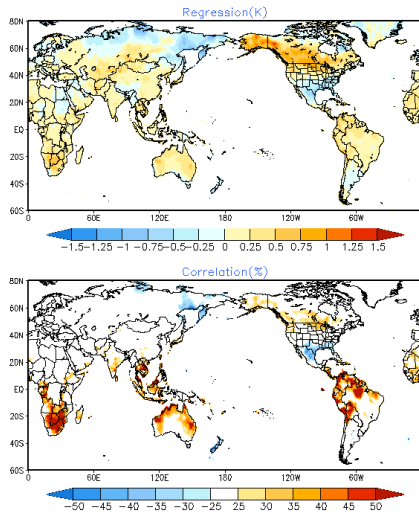 Regression(K)
80N
60N
40N
20N
EQ
20S
40S
60S
0 60E 120E 180 120W 60W
-1.5 -1.25 -1 -0.75 -0.5 -0.25 0 0.25 0.5 0.75 1 1.25 1.5
Correlation(%)
80N
60N
40N
20N
EQ
20S
40S
60S
0 60E 120E 180 120W 60W
-50 -45 -40 -35 -30 -25 25 30 35 40 45 50